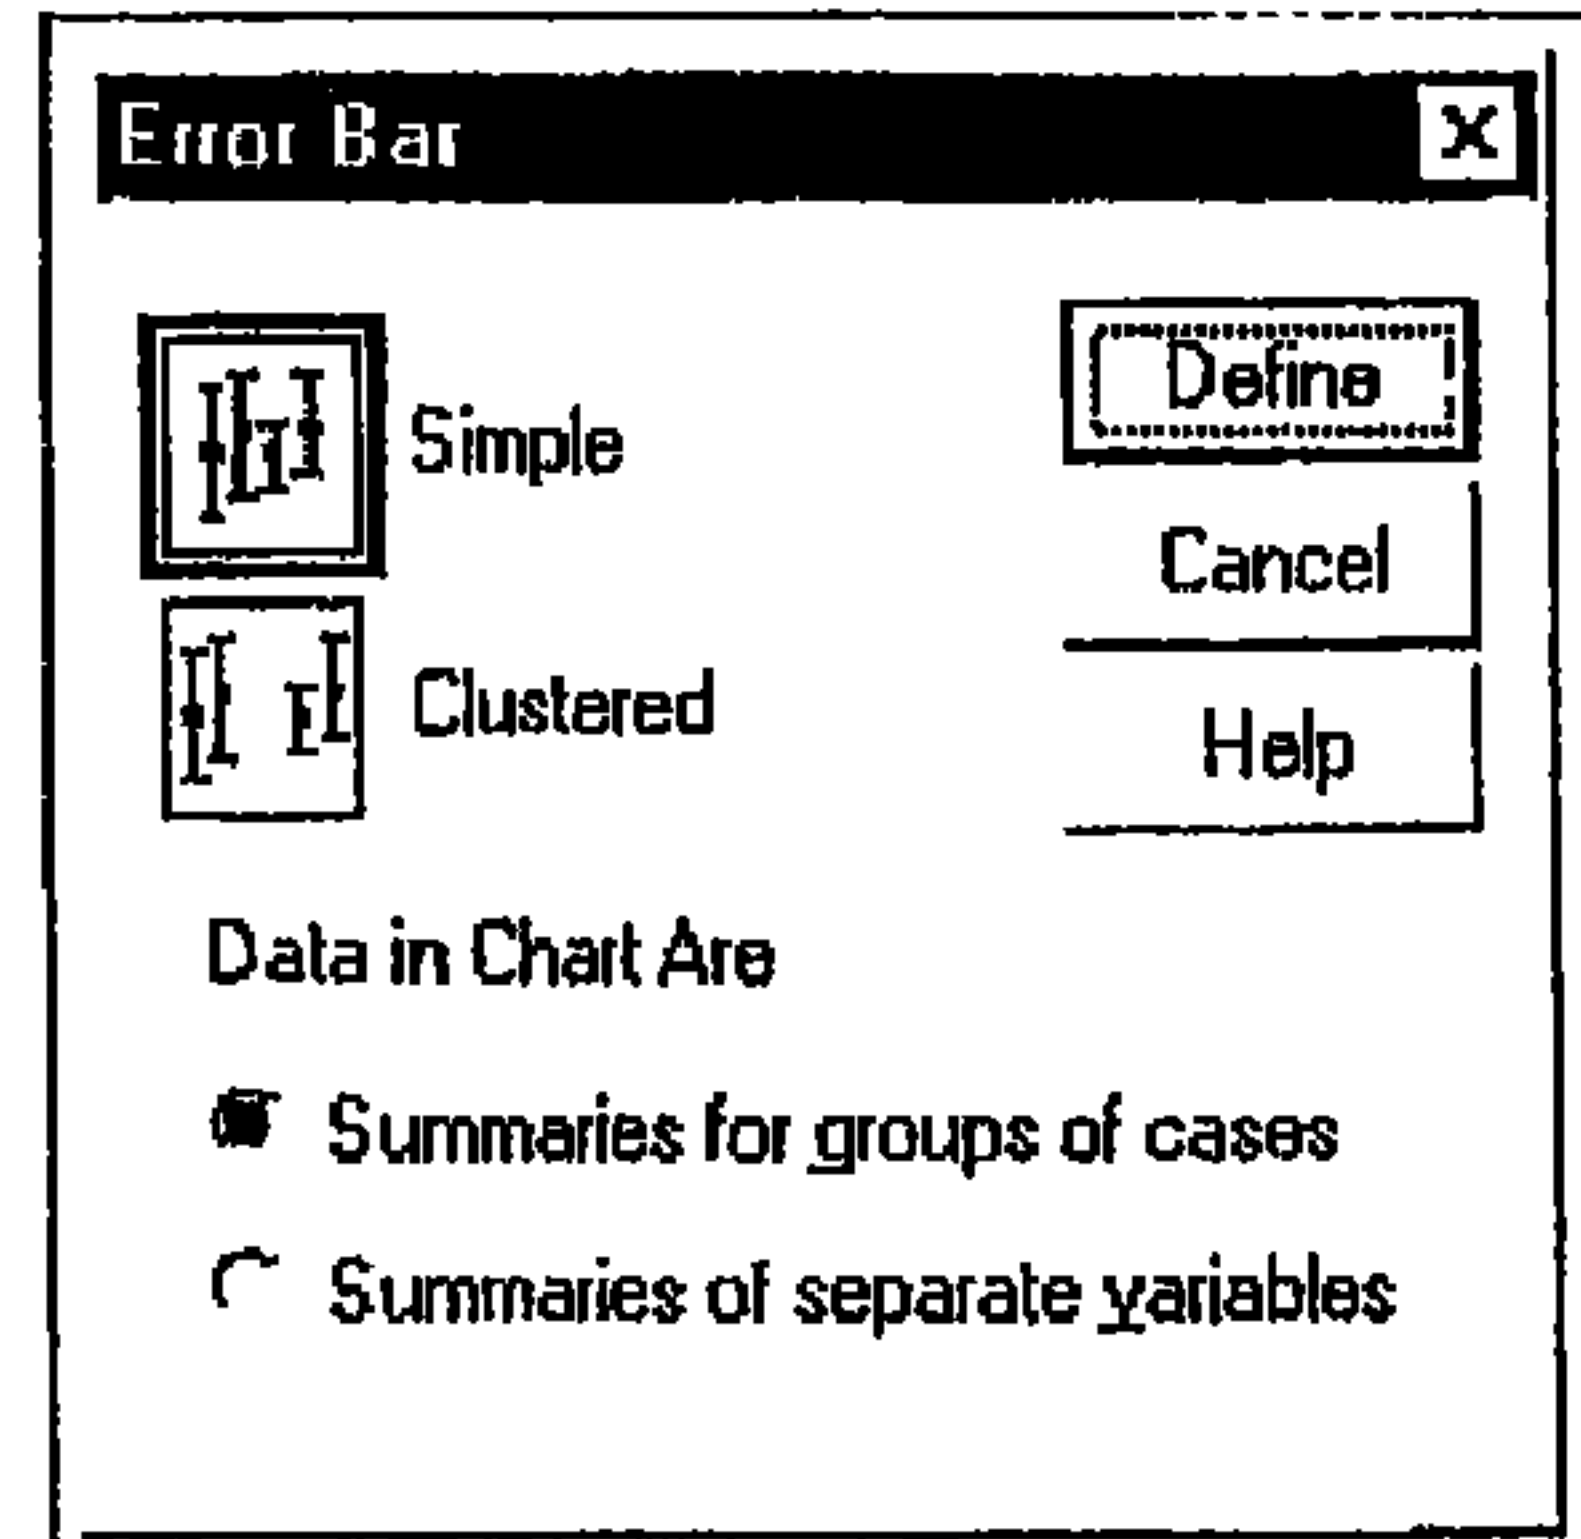 Error Bar
Simple
Define
Cancel
Clustered
Help
Data in Chart Are
Summaries for groups of cases
Summaries of separate variables